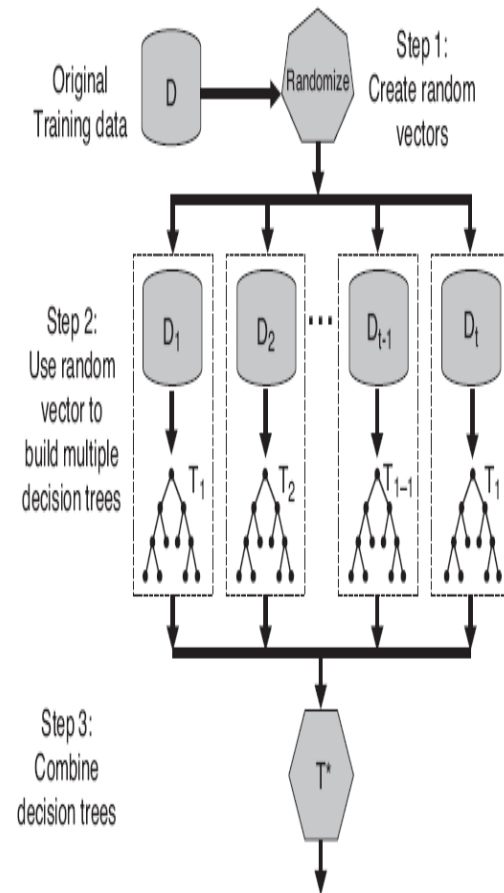 Original
Training data
D
Randomize
Step 1:
Create random
vectors
Step 2:
Use random
vector to
build multiple
decision trees
D1
D2
...
Dt-1
Dt
T1
T2
T1–1
T1
Step 3:
Combine
decision trees
T*